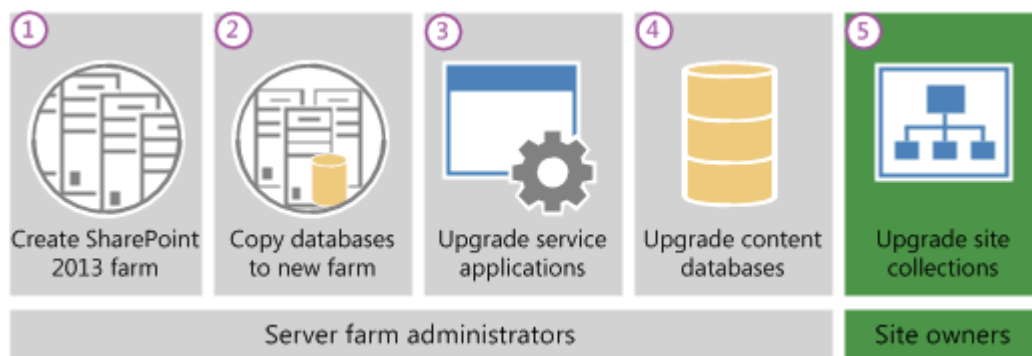 1
Create SharePoint
2013 farm
2
Copy databases
to new farm
3
Upgrade service
applications
4
Upgrade content
databases
5
Upgrade site
collections
Server farm administrators
Site owners